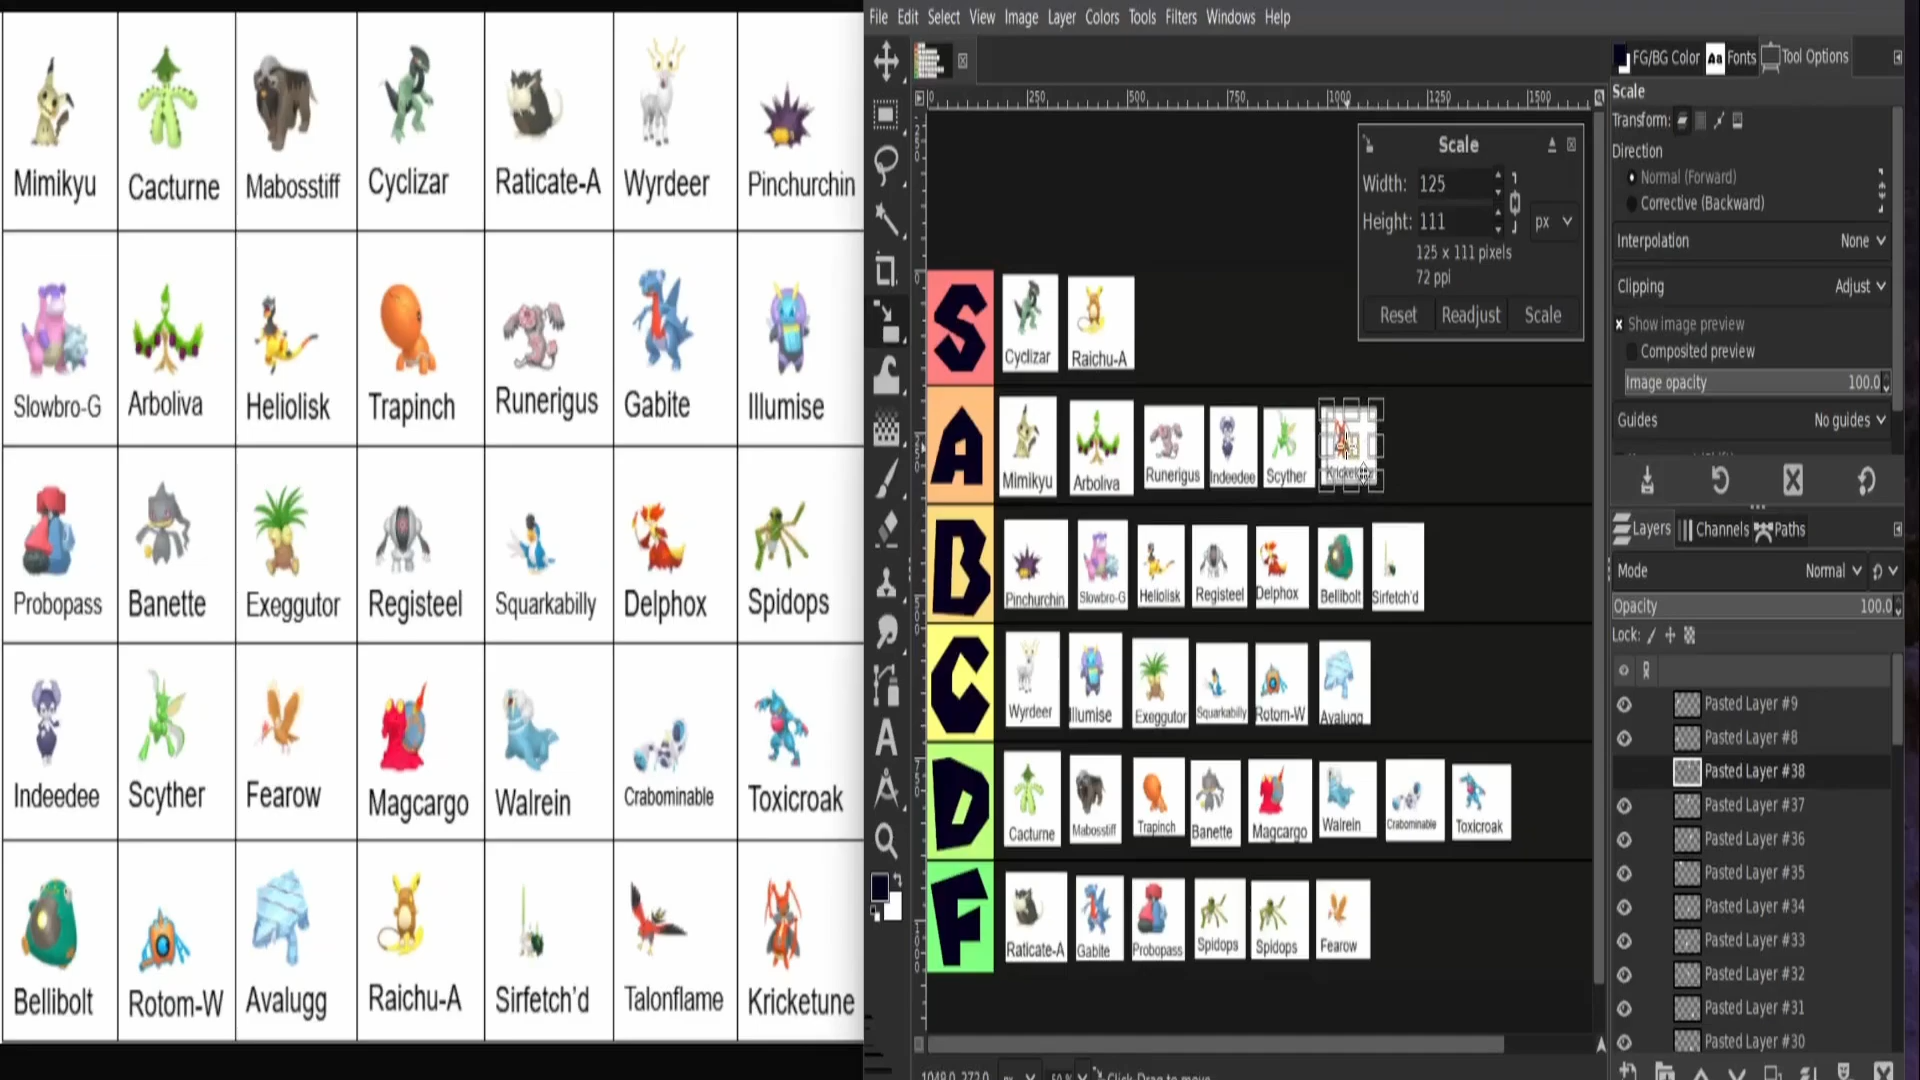 Mimikyu Cacturne Mabosstiff Cyclizar Raticate-A Wyrdeer Pinchurchin
Slowbro-G Arboliva Heliolisk Trapinch Runerigus Gabite Illumise
Probopass Banette Exeggutor Registeel Squarkabilly Delphox Spidops
Indeedee Scyther Fearow Magcargo Walrein Crabominable Toxicroak
Bellibolt Rotom-W Avalugg Raichu-A Sirfetch'd Talonflame Kricketune
File Edit Select View Image Layer Colors Tools Filters Windows Help
0 250 500 750 1000 1250 1500
Scale
Width: 125
Height: 111 px
125 x 111 pixels
72 ppi
Reset Readjust Scale
S Cyclizar Raichu-A
A Mimikyu Arboliva Runerigus Indeedee Scyther
B Pinchurchin Slowbro-G Heliolisk Registeel Delphox Bellibolt Sirfetch'd
C Wyrdeer Illumise Exeggutor Squarkabilly Rotom-W Avalugg
D Cacturne Mabosstiff Trapinch Banette Magcargo Walrein Crabominable Toxicroak
F Raticate-A Gabite Probopass Spidops Spidops Fearow
Click-Drag to move
FG/BG Color Aa Fonts Tool Options
Scale
Transform:
Direction
Normal (Forward)
Corrective (Backward)
Interpolation None
Clipping Adjust
Show image preview
Composited preview
Image opacity 100.0
Guides No guides
Layers Channels Paths
Mode Normal
Opacity 100.0
Lock:
Pasted Layer #9
Pasted Layer #8
Pasted Layer #38
Pasted Layer #37
Pasted Layer #36
Pasted Layer #35
Pasted Layer #34
Pasted Layer #33
Pasted Layer #32
Pasted Layer #31
Pasted Layer #30